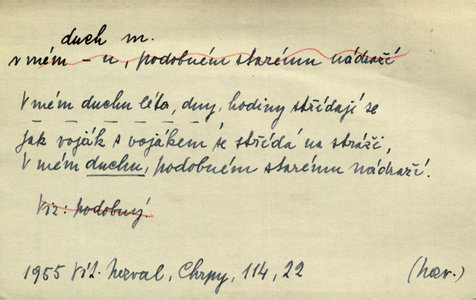 duch m.
v mém – u, podobném starému nádraží
V mém duchu léta, dny, hodiny střídají se
jak voják s vojákem se střídá na stráži,
V mém duchu, podobném starému nádraží.
Viz: podobný.
1955 Vít. Nezval, Chrpy, 114, 22 (Nezv.)